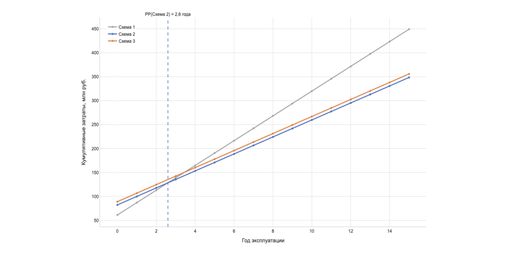 PP(Схема 2) = 2,6 года
Схема 1
Схема 2
Схема 3
Кумулятивные затраты, млн руб.
450
400
350
300
250
200
150
100
50
0 2 4 6 8 10 12 14
Год эксплуатации